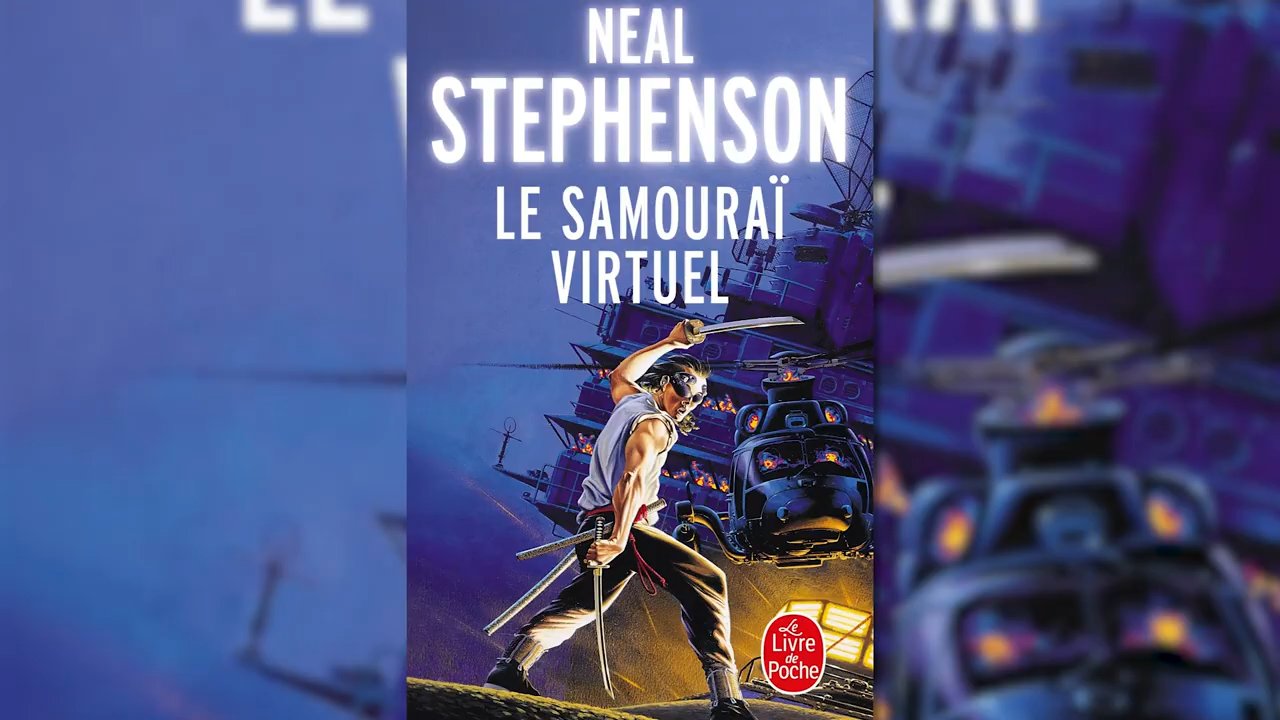 NEAL
STEPHENSON
LE SAMOURAÏ
VIRTUEL
Le
Livre
de
Poche